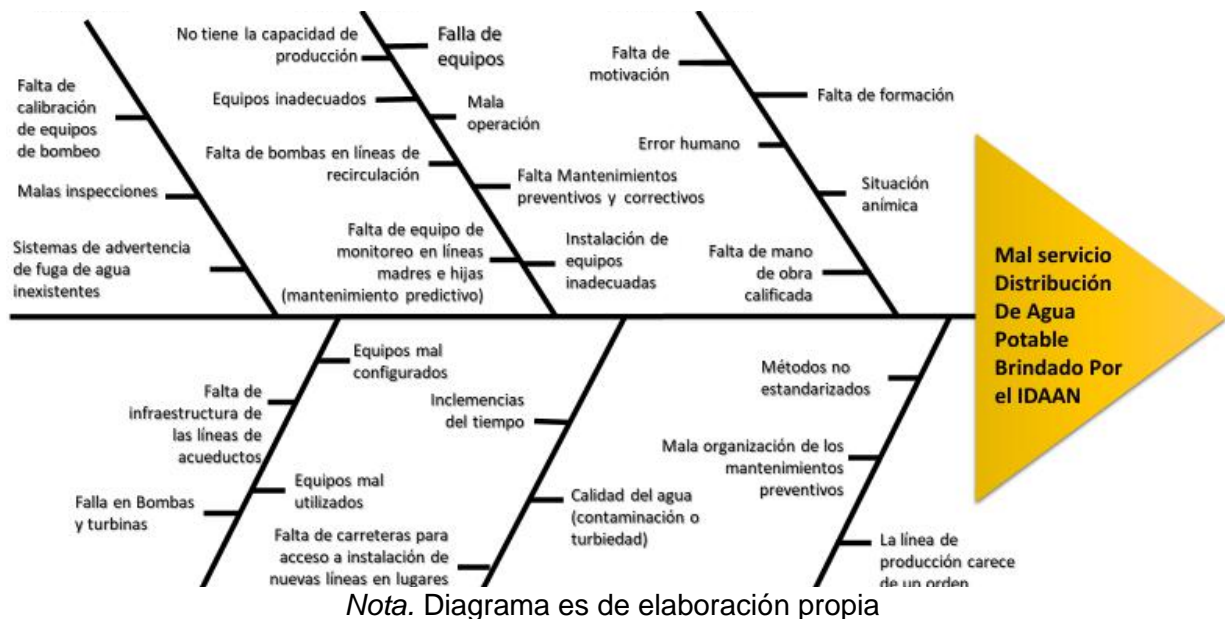 No tiene la capacidad de
producción
Falla de
equipos
Falta de
motivación
Falta de
calibración
de equipos
de bombeo
Equipos inadecuados
Mala
operación
Falta de formación
Error humano
Falta de bombas en líneas de
recirculación
Malas inspecciones
Falta Mantenimientos
preventivos y correctivos
Situación
anímica
Sistemas de advertencia
de fuga de agua
inexistentes
Falta de equipo de
monitoreo en líneas
madres e hijas
(mantenimiento predictivo)
Instalación de
equipos
inadecuadas
Falta de mano
de obra
calificada
Mal servicio
Distribución
De Agua
Potable
Brindado Por
el IDAAN
Equipos mal
configurados
Falta de
infraestructura de
las líneas de
acueductos
Inclemencias
del tiempo
Métodos no
estandarizados
Mala organización de los
mantenimientos
preventivos
Equipos mal
utilizados
Falla en Bombas
y turbinas
Calidad del agua
(contaminación o
turbiedad)
Falta de carreteras para
acceso a instalación de
nuevas líneas en lugares
La línea de
producción carece
de un orden
Nota. Diagrama es de elaboración propia